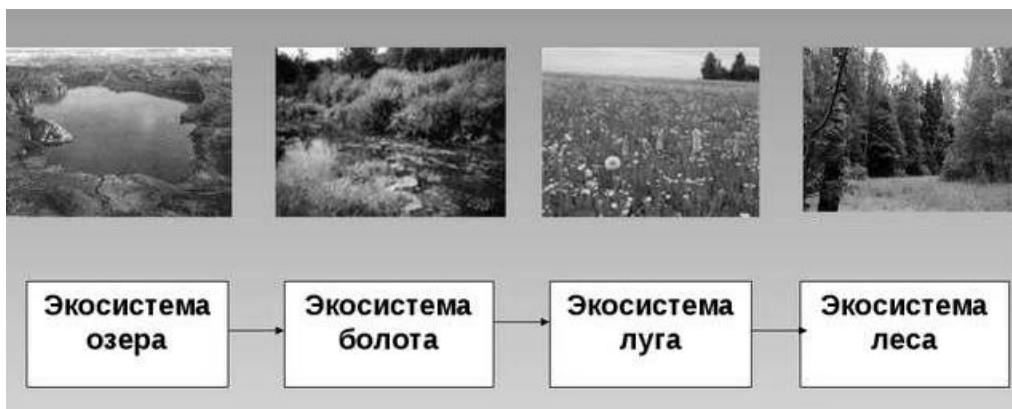 Экосистема
озера
Экосистема
болота
Экосистема
луга
Экосистема
леса